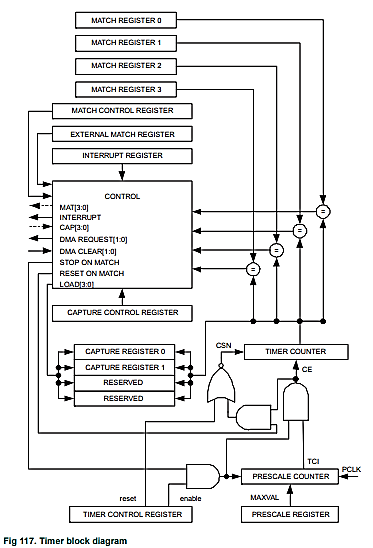 MATCH REGISTER 0
MATCH REGISTER 1
MATCH REGISTER 2
MATCH REGISTER 3
MATCH CONTROL REGISTER
EXTERNAL MATCH REGISTER
INTERRUPT REGISTER
CONTROL
MAT[3:0]
INTERRUPT
CAP[3:0]
DMA REQUEST[1:0]
DMA CLEAR[1:0]
STOP ON MATCH
RESET ON MATCH
LOAD[3:0]
=
=
=
=
CAPTURE CONTROL REGISTER
CSN
CAPTURE REGISTER 0
TIMER COUNTER
CAPTURE REGISTER 1
CE
RESERVED
RESERVED
TCI
PCLK
PRESCALE COUNTER
reset
enable
MAXVAL
TIMER CONTROL REGISTER
PRESCALE REGISTER
Fig 117. Timer block diagram